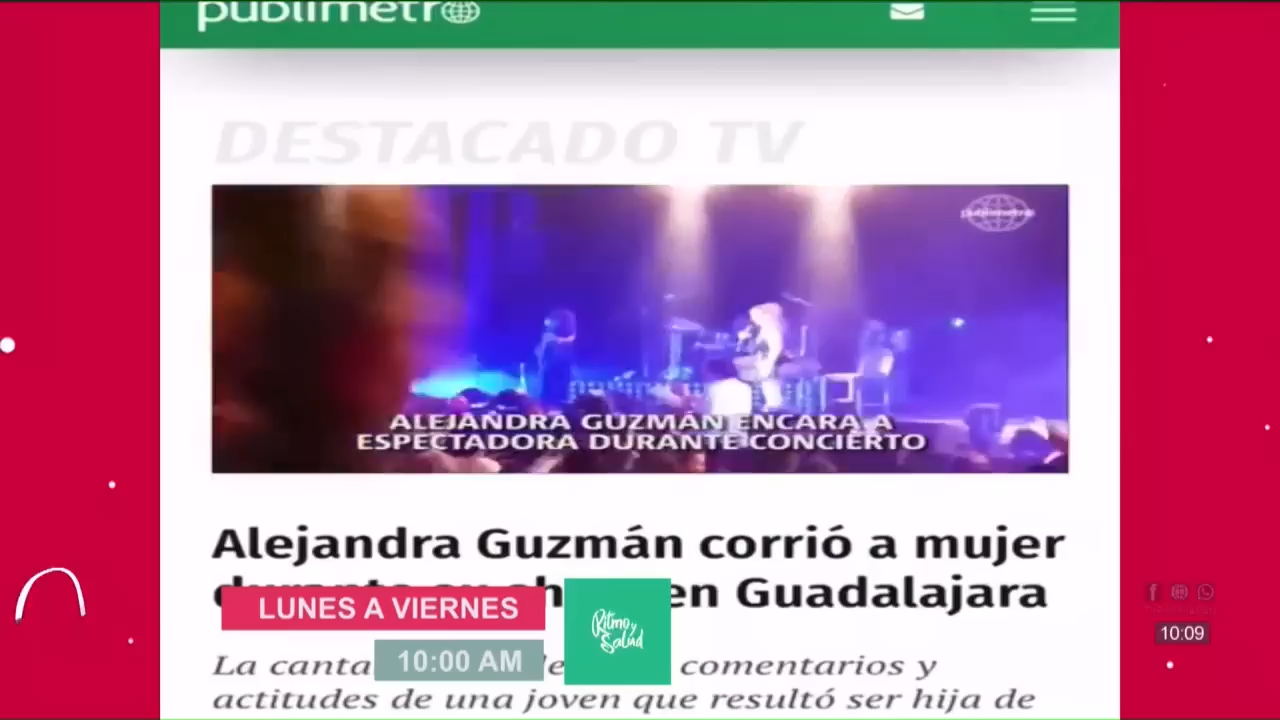 publimetro
DESTACADO TV
publimetro
ALEJANDRA GUZMÁN ENCARA A
ESPECTADORA DURANTE CONCIERTO
Alejandra Guzmán corrió a mujer
en Guadalajara
LUNES A VIERNES
Ritmo y
Salud
La canta
comentarios y
10:00 AM
actitudes de una joven que resultó ser hija de
10:09